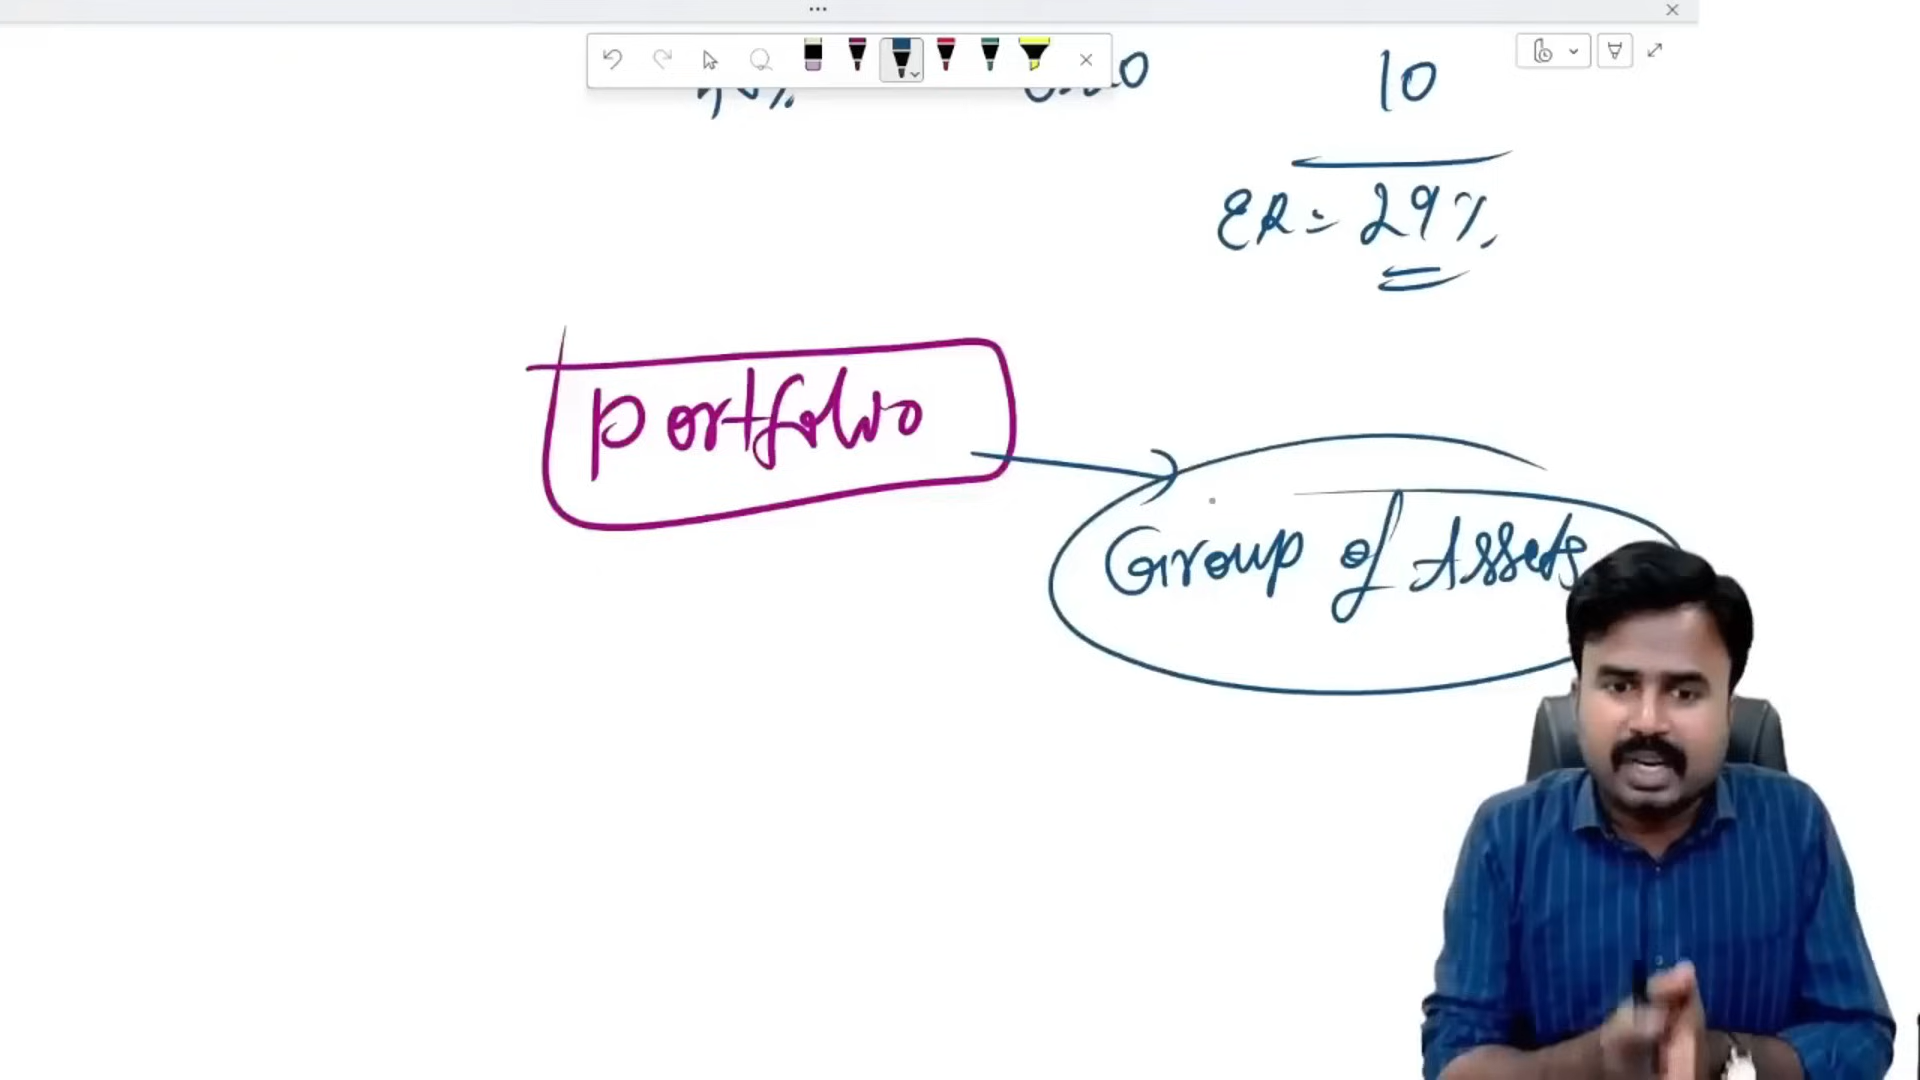 10
ER = 29%
Portfolio
Group of Assets